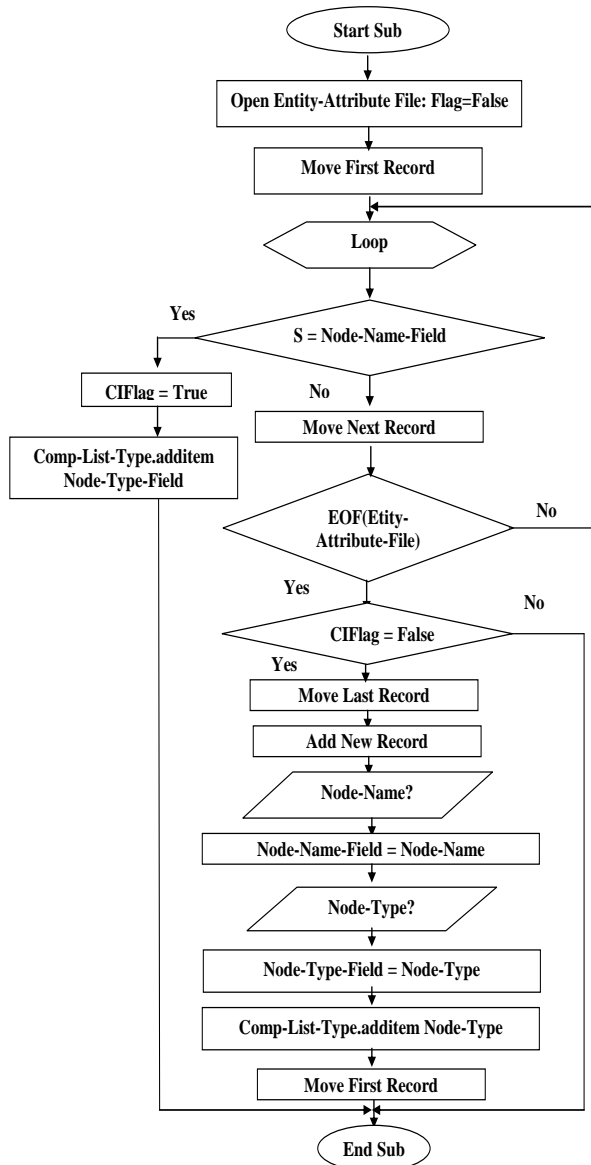 Start Sub
Open Entity-Attribute File: Flag=False
Move First Record
Loop
Yes
S = Node-Name-Field
CIFlag = True
No
Move Next Record
Comp-List-Type.additem
Node-Type-Field
EOF(Etity-
Attribute-File)
No
Yes
No
CIFlag = False
Yes
Move Last Record
Add New Record
Node-Name?
Node-Name-Field = Node-Name
Node-Type?
Node-Type-Field = Node-Type
Comp-List-Type.additem Node-Type
Move First Record
End Sub